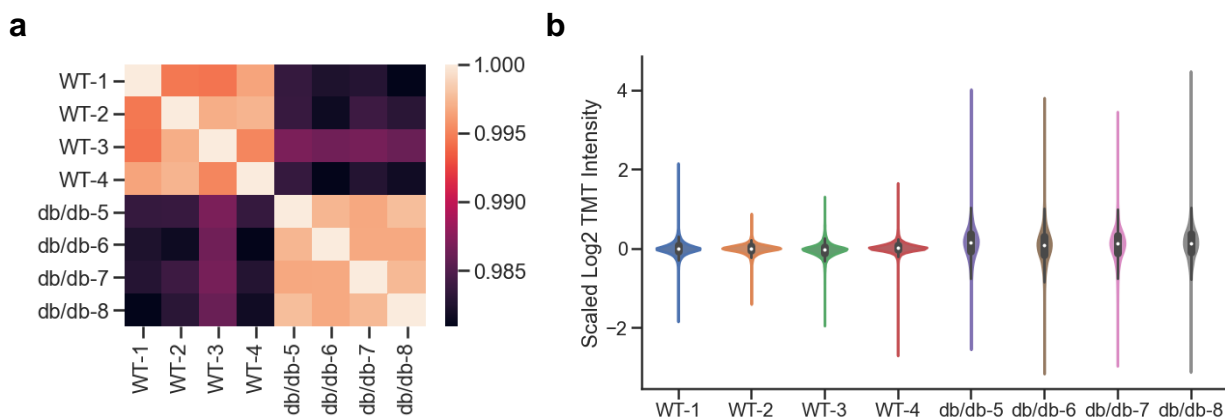 a
WT-1
WT-2
WT-3
WT-4
db/db-5
db/db-6
db/db-7
db/db-8
WT-1
WT-2
WT-3
WT-4
db/db-5
db/db-6
db/db-7
db/db-8
1.000
0.995
0.990
0.985
b
Scaled Log2 TMT Intensity
4
2
0
−2
WT-1
WT-2
WT-3
WT-4
db/db-5
db/db-6
db/db-7
db/db-8